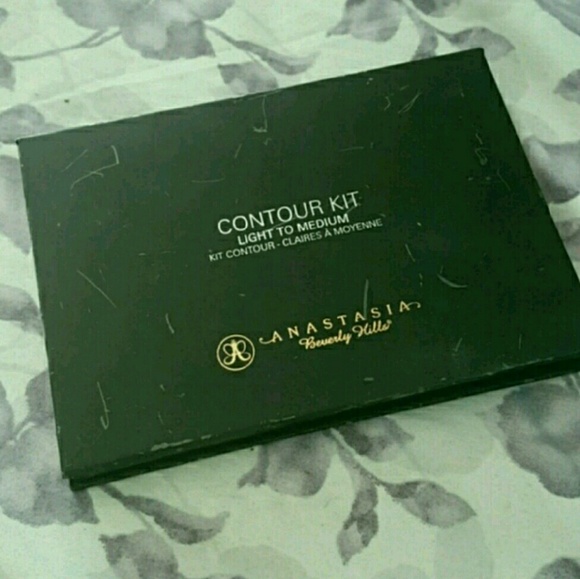 CONTOUR KIT
LIGHT TO MEDIUM
KIT CONTOUR - CLAIRES À MOYENNE
ANASTASIA
Beverly Hills®